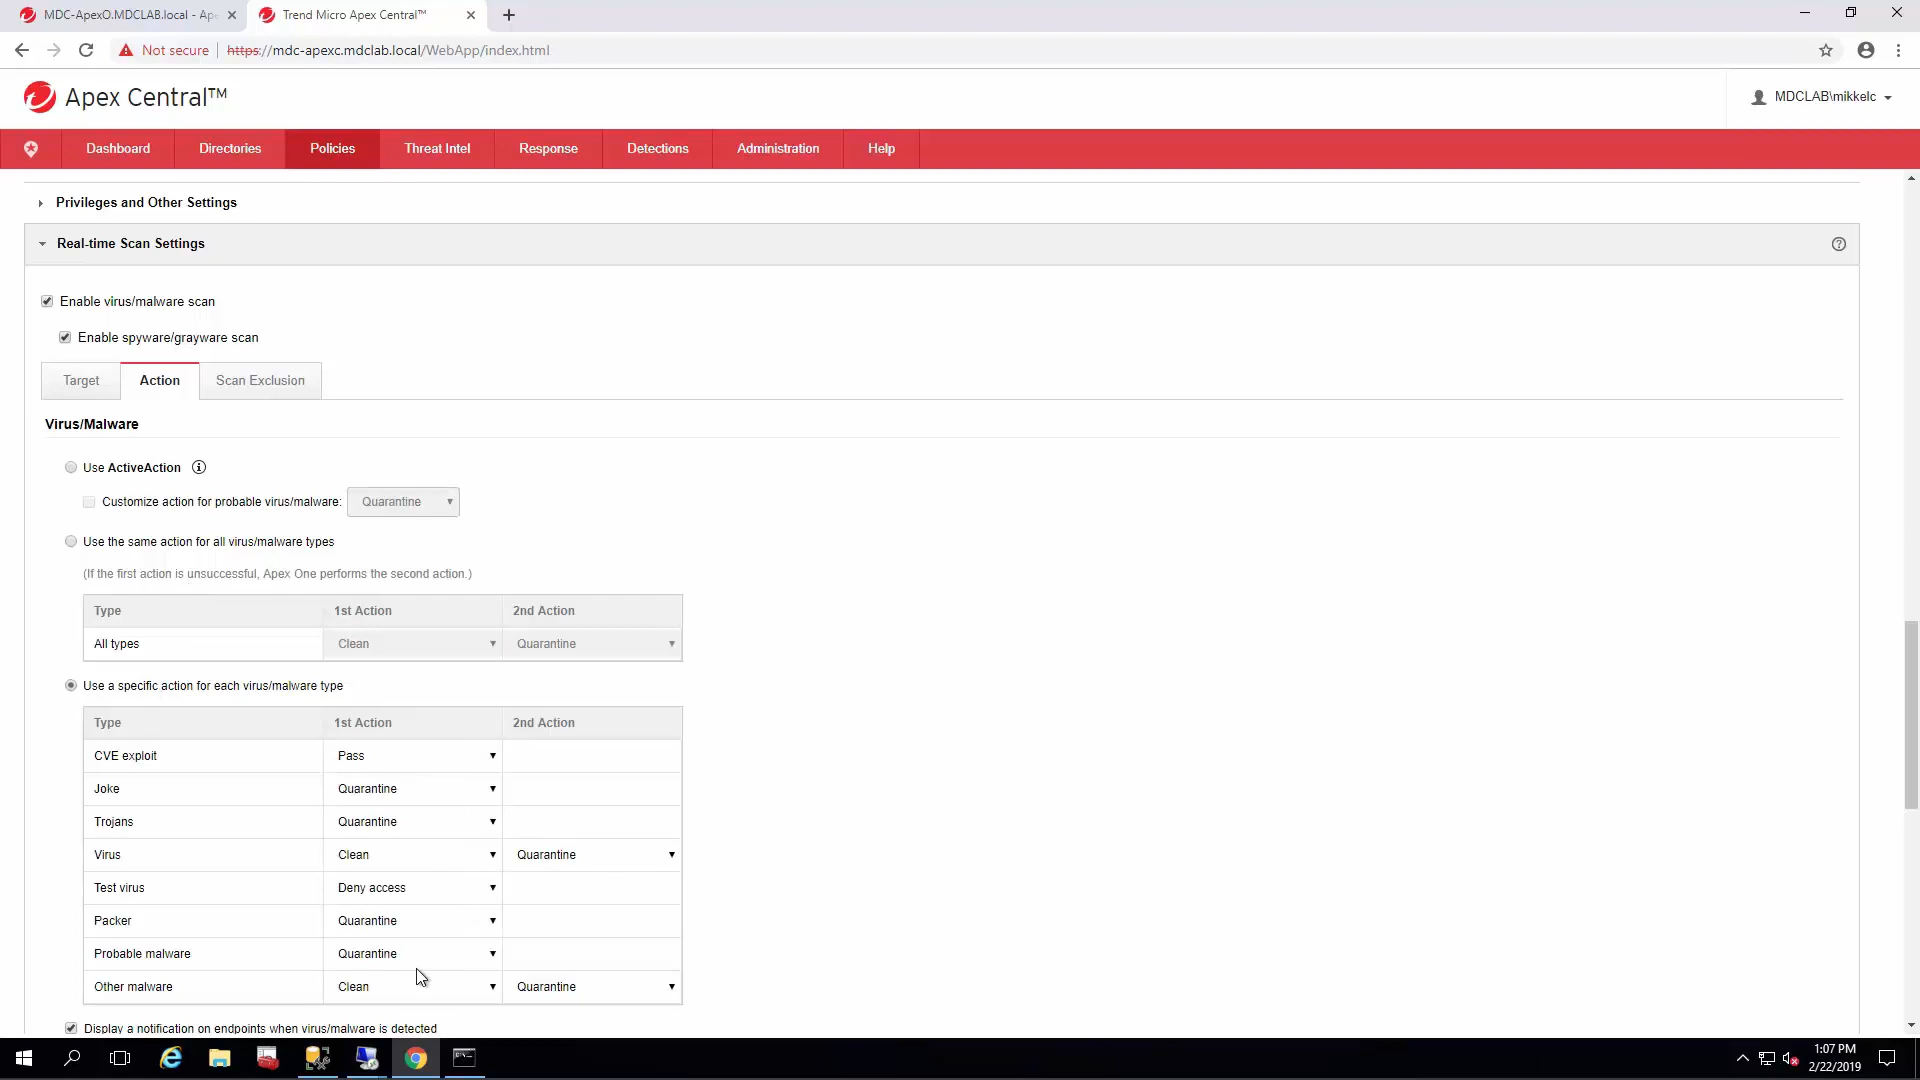 MDC-ApexO.MDCLAB.local - Ape
Trend Micro Apex Central™
Not secure
https://mdc-apexc.mdclab.local/WebApp/index.html
Apex Central™
MDCLAB\mikkelc
Dashboard Directories Policies Threat Intel Response Detections Administration Help
Privileges and Other Settings
Real-time Scan Settings
Enable virus/malware scan
Enable spyware/grayware scan
Target Action Scan Exclusion
Virus/Malware
Use ActiveAction
Customize action for probable virus/malware: Quarantine
Use the same action for all virus/malware types
(If the first action is unsuccessful, Apex One performs the second action.)
Type 1st Action 2nd Action
All types Clean Quarantine
Use a specific action for each virus/malware type
Type 1st Action 2nd Action
CVE exploit Pass
Joke Quarantine
Trojans Quarantine
Virus Clean Quarantine
Test virus Deny access
Packer Quarantine
Probable malware Quarantine
Other malware Clean Quarantine
Display a notification on endpoints when virus/malware is detected
1:07 PM
2/22/2019